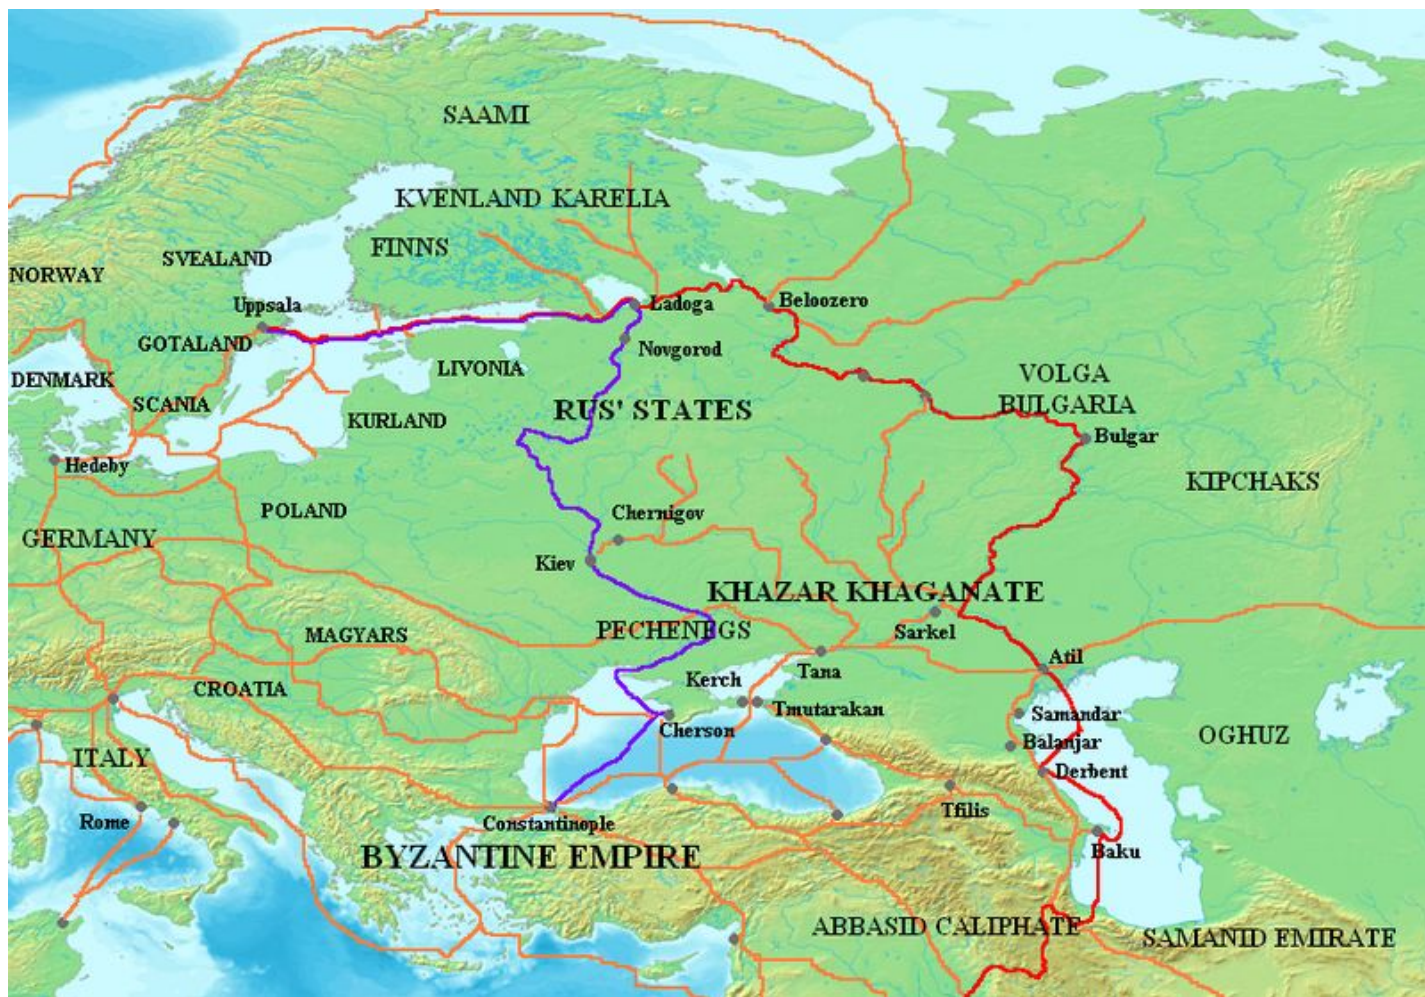 SAAMI
KVENLAND KARELIA
FINNS
SVEALAND
NORWAY
Uppsala
Ladoga
Beloozero
GOTALAND
Novgorod
LIVONIA
DENMARK
VOLGA
BULGARIA
SCANIA
RUS' STATES
KURLAND
Bulgar
Hedeby
KIPCHAKS
POLAND
Chernigov
GERMANY
Kiev
KHAZAR KHAGANATE
PECHENEGS
Sarkel
MAGYARS
Atil
Tana
Kerch
CROATIA
Tmutarakan
Samandar
Cherson
OGHUZ
Balanjar
ITALY
Derbent
Tfilis
Rome
Constantinople
Baku
BYZANTINE EMPIRE
ABBASID CALIPHATE
SAMANID EMIRATE